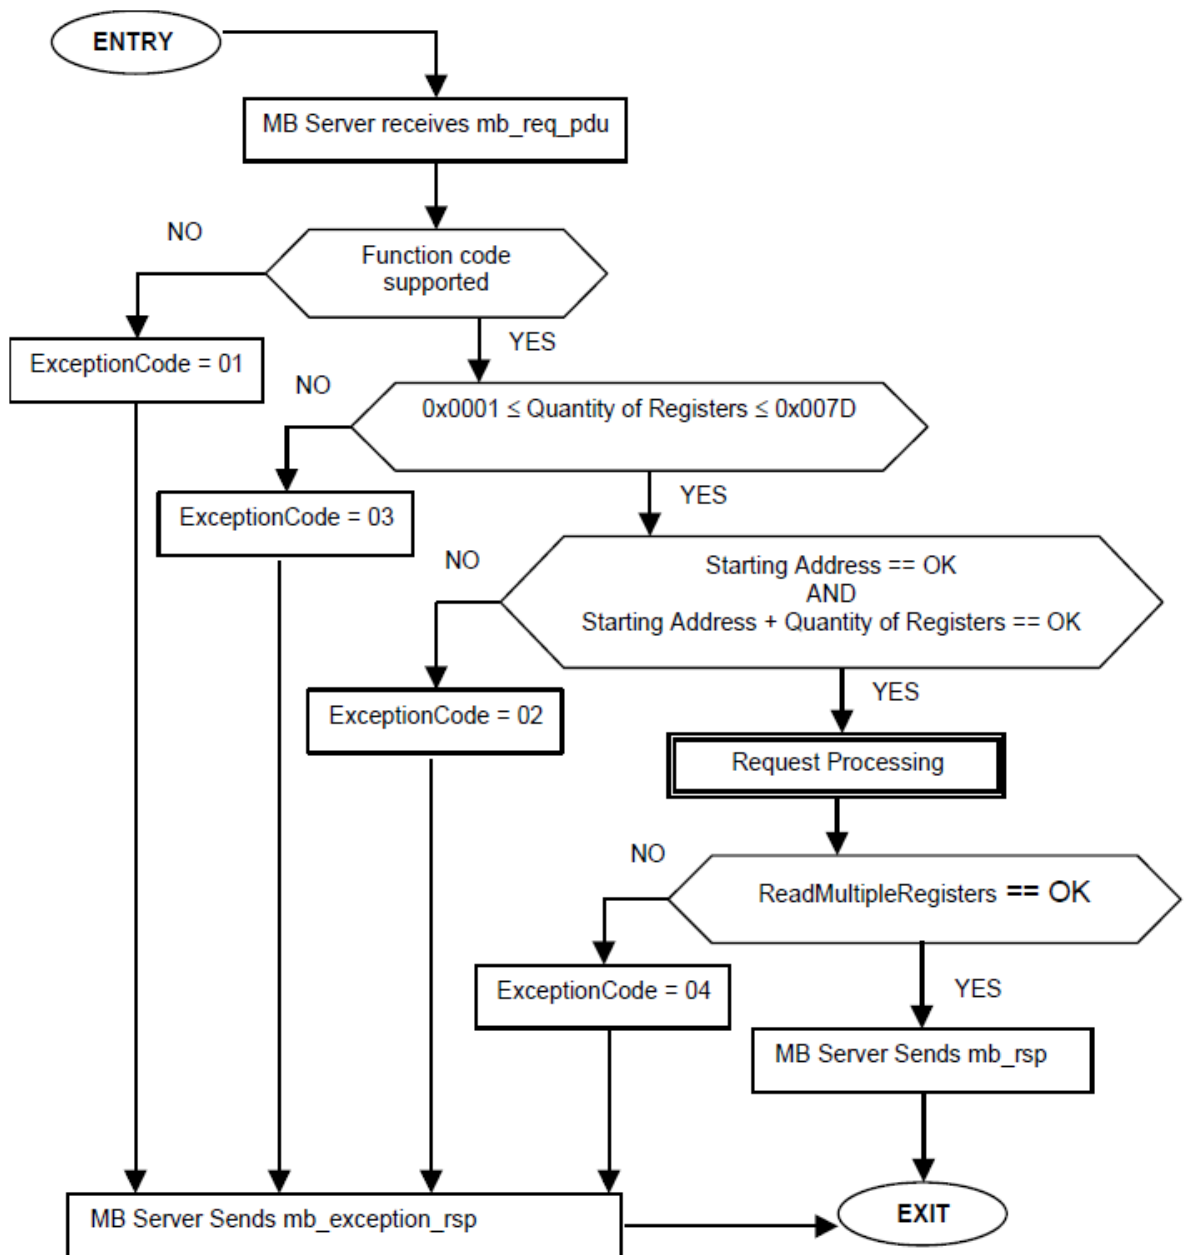 ENTRY
MB Server receives mb_req_pdu
NO
Function code
supported
YES
ExceptionCode = 01
NO
0x0001 ≤ Quantity of Registers ≤ 0x007D
YES
ExceptionCode = 03
NO
Starting Address == OK
AND
Starting Address + Quantity of Registers == OK
YES
ExceptionCode = 02
Request Processing
NO
ReadMultipleRegisters == OK
YES
ExceptionCode = 04
MB Server Sends mb_rsp
MB Server Sends mb_exception_rsp
EXIT